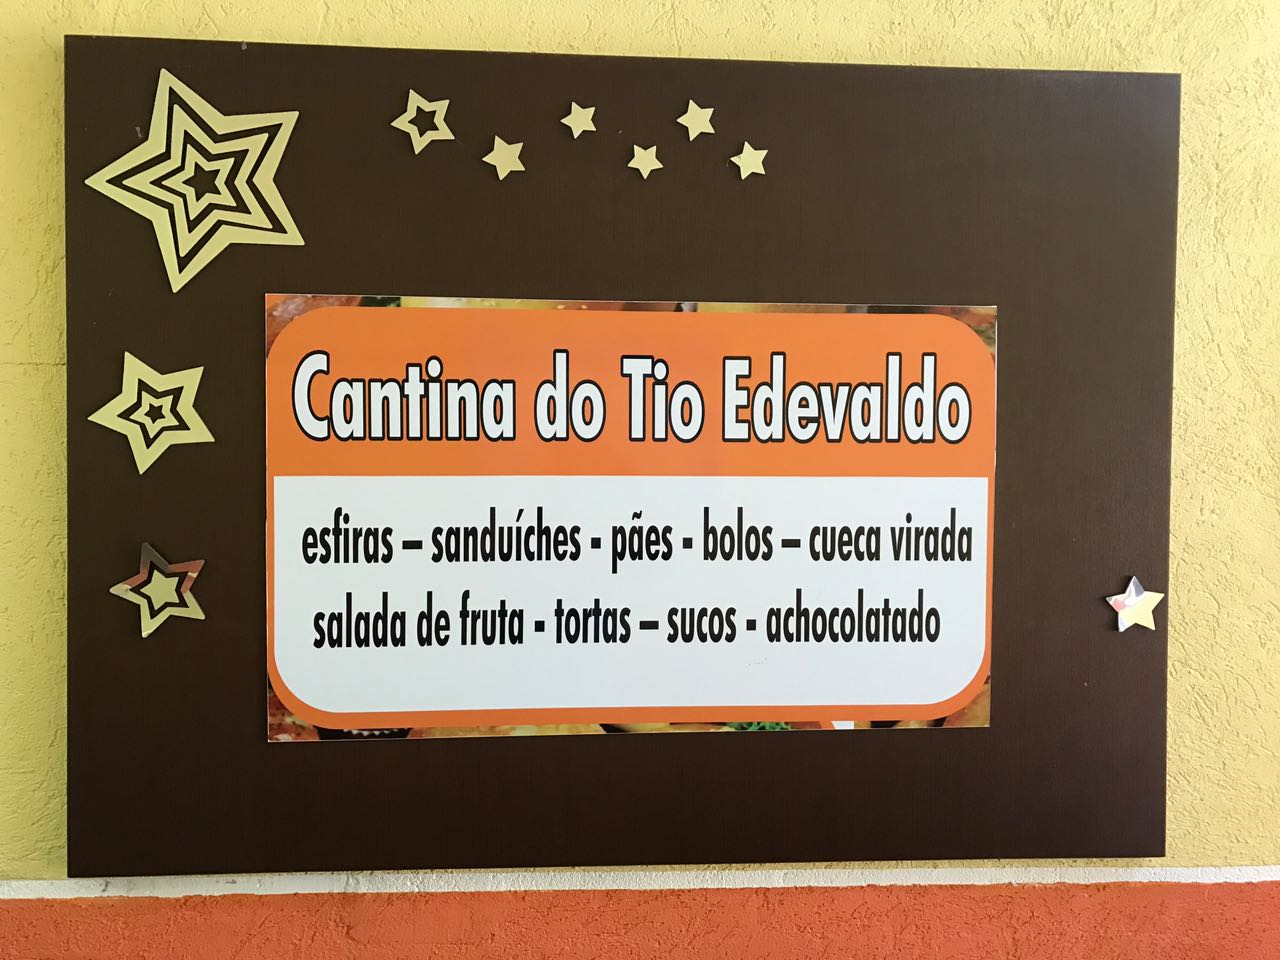 Cantina do Tio Edevaldo
esfiras – sanduíches - pães - bolos – cueca virada
salada de fruta - tortas – sucos - achocolatado